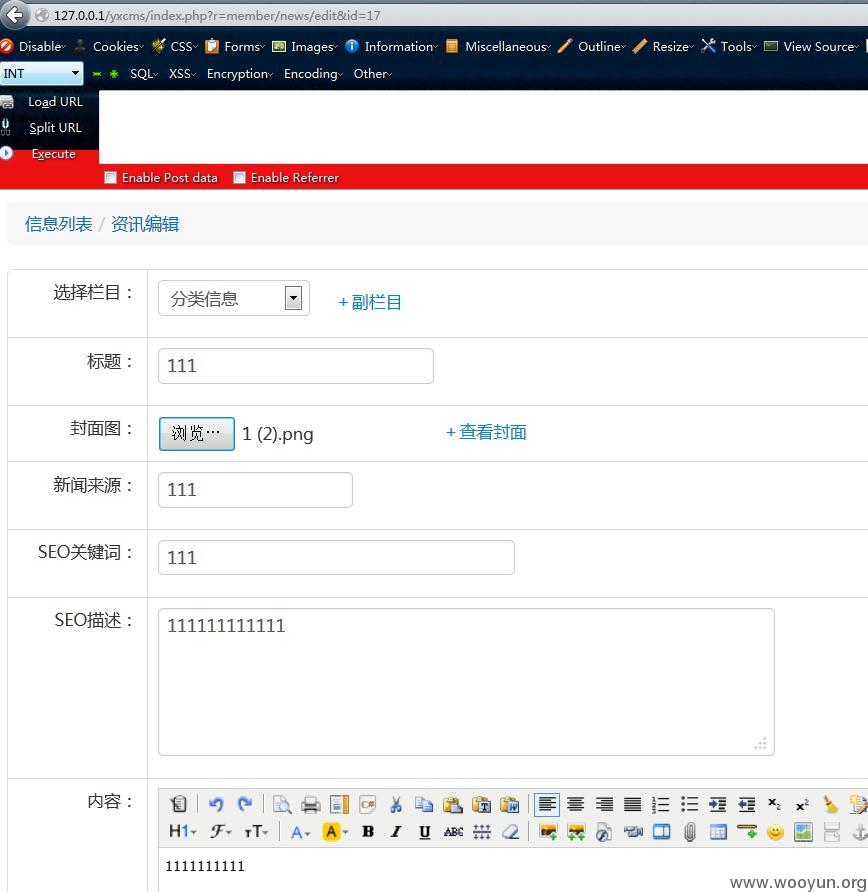 127.0.0.1/yxcms/index.php?r=member/news/edit&id=17
Disable Cookies CSS Forms Images Information Miscellaneous Outline Resize Tools View Source
INT SQL XSS Encryption Encoding Other
Load URL
Split URL
Execute
Enable Post data Enable Referrer
信息列表 / 资讯编辑
选择栏目： 分类信息 +副栏目
标题： 111
封面图： 浏览… 1 (2).png +查看封面
新闻来源： 111
SEO关键词： 111
SEO描述： 111111111111
内容：
H1 F TT A A B I U ABC
1111111111
www.wooyun.org